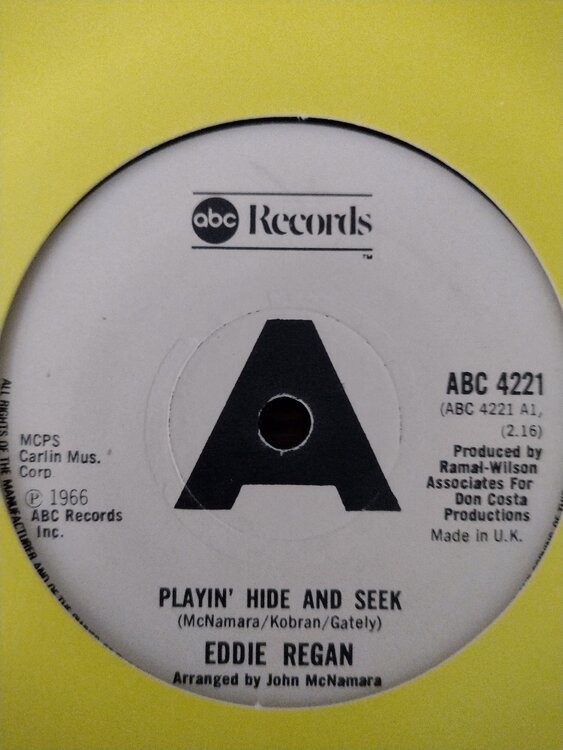 abc Records
TM
A
ABC 4221
(ABC 4221 A1,
(2.16)
Produced by
Ramal-Wilson
Associates For
Don Costa
Productions
Made in U.K.
MCPS
Carlin Mus.
Corp.
℗ 1966
ABC Records
Inc.
PLAYIN' HIDE AND SEEK
(McNamara/Kobran/Gately)
EDDIE REGAN
Arranged by John McNamara
ALL RIGHTS OF THE MANUFACTURER AND OF THE